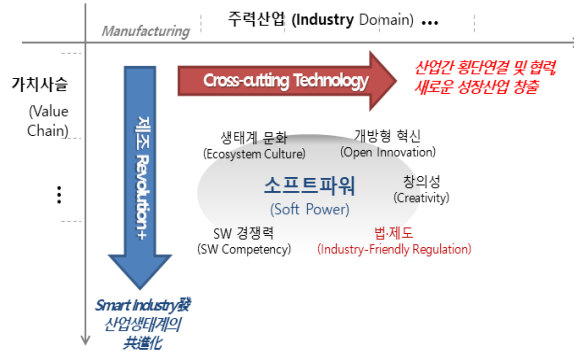 주력산업 (Industry Domain) ...
Manufacturing
가치사슬
(Value
Chain)
⋮
Cross-cutting Technology
산업간 횡단연결 및 협력,
새로운 성장산업 창출
제조 Revolution+
생태계 문화
(Ecosystem Culture)
개방형 혁신
(Open Innovation)
소프트파워
(Soft Power)
창의성
(Creativity)
SW 경쟁력
(SW Competency)
법·제도
(Industry-Friendly Regulation)
Smart Industry發
산업생태계의
共進化